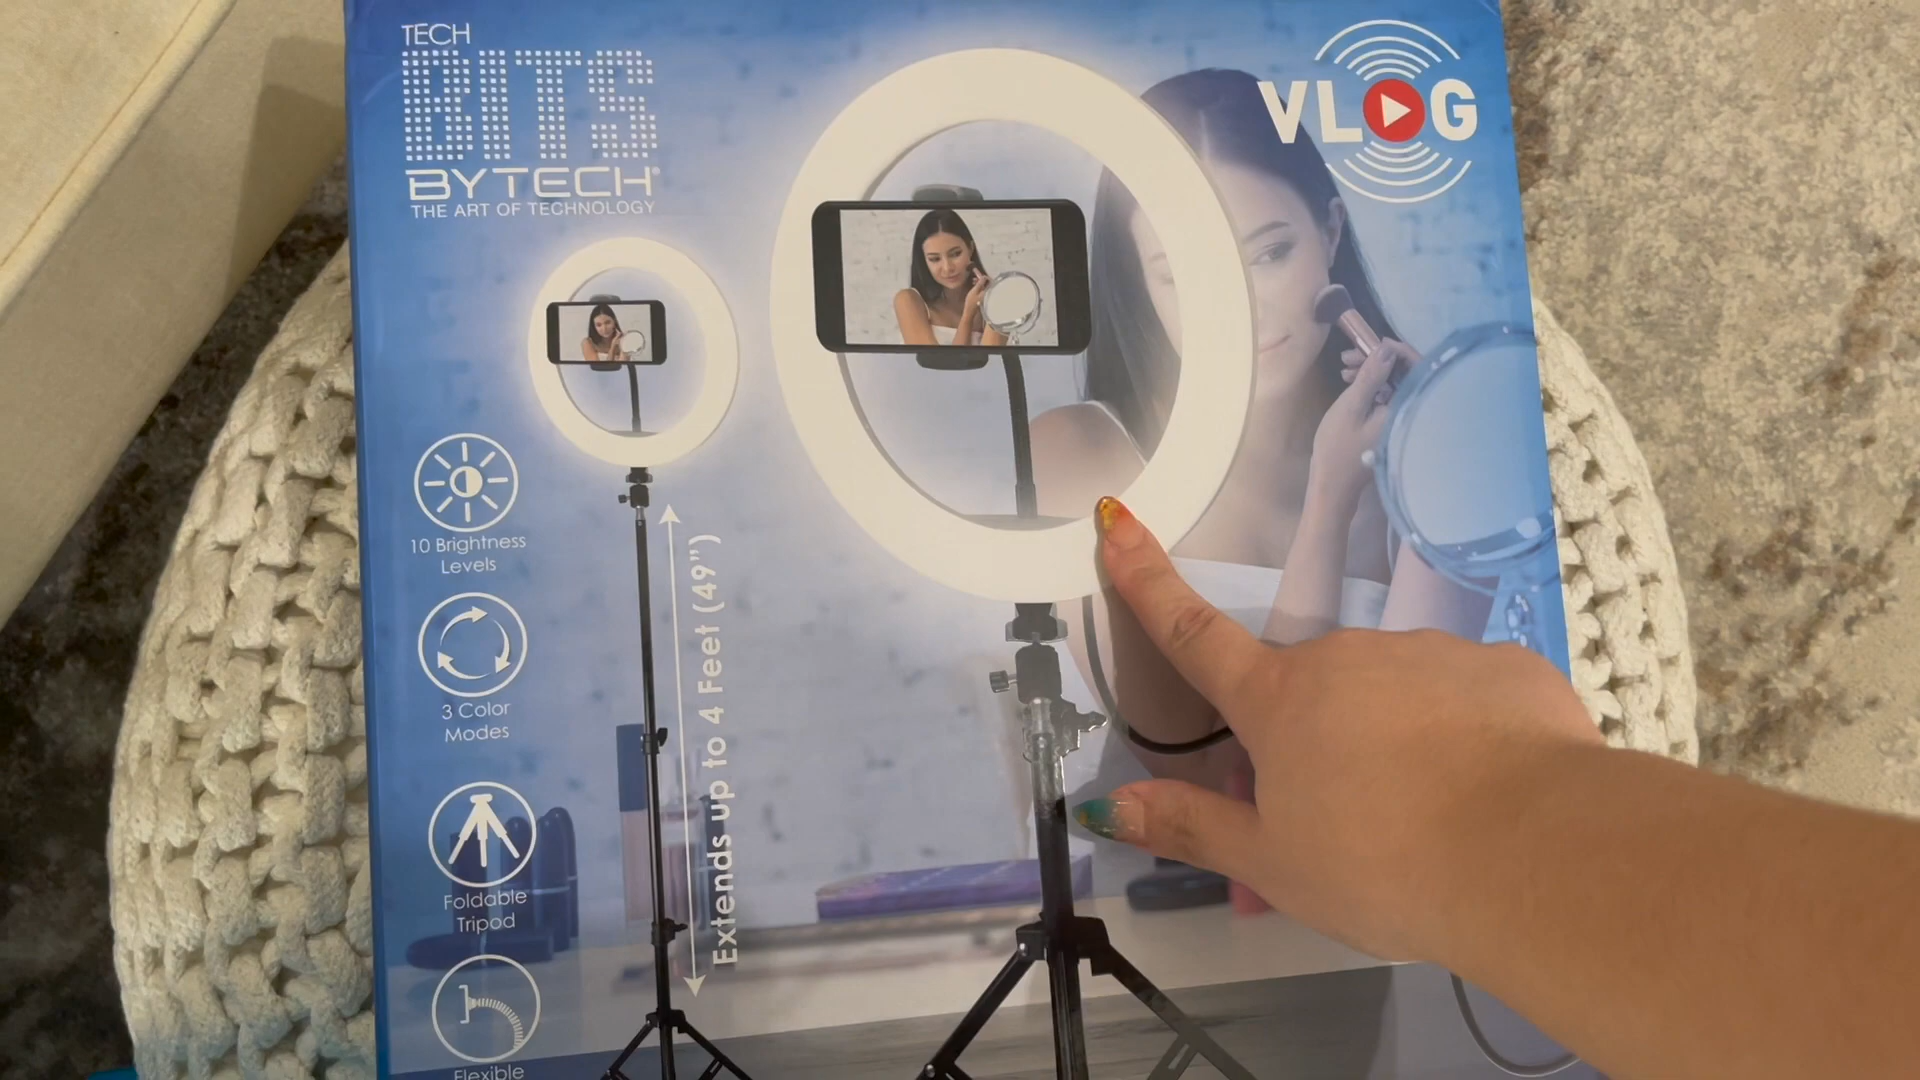 TECH
BITS
BYTECH®
THE ART OF TECHNOLOGY
VLOG
10 Brightness
Levels
3 Color
Modes
Foldable
Tripod
Flexible
Extends up to 4 Feet (49")